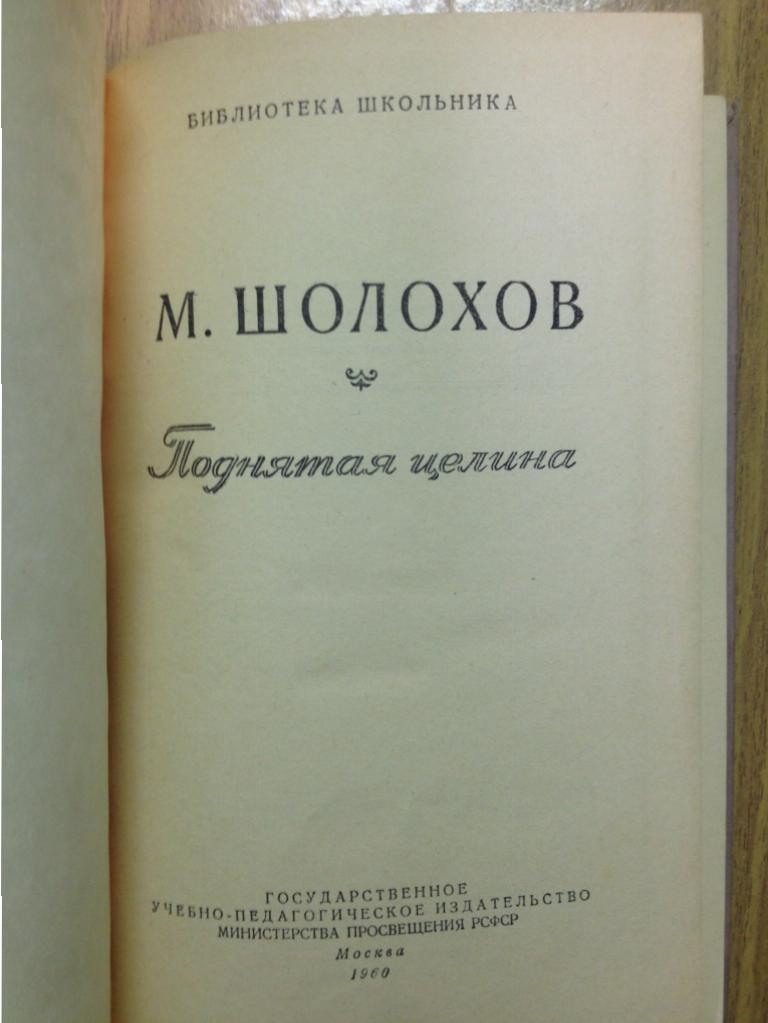 БИБЛИОТЕКА ШКОЛЬНИКА
М. ШОЛОХОВ
Поднятая целина
ГОСУДАРСТВЕННОЕ
УЧЕБНО-ПЕДАГОГИЧЕСКОЕ ИЗДАТЕЛЬСТВО
МИНИСТЕРСТВА ПРОСВЕЩЕНИЯ РСФСР
Москва
1960